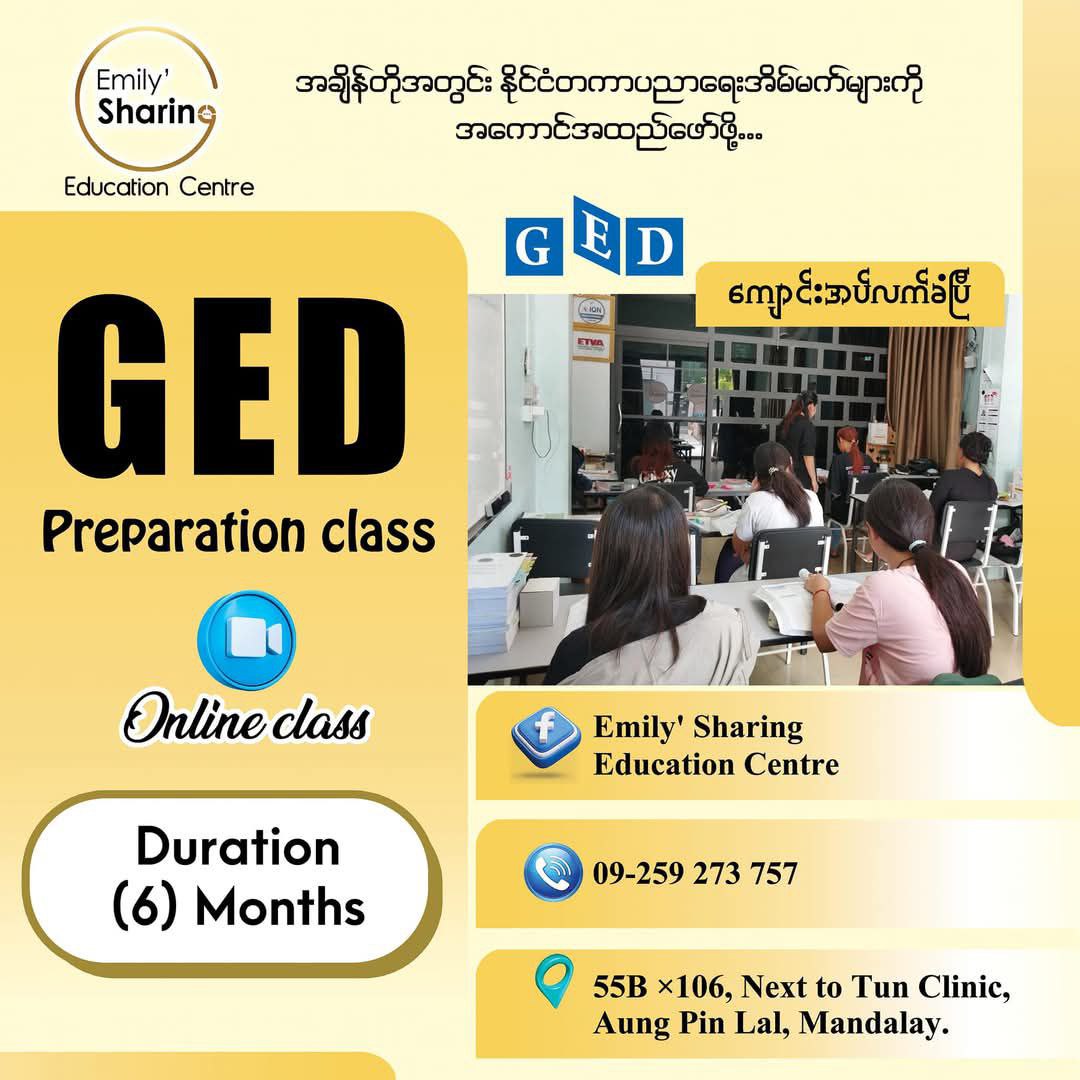 Emily'
Sharing
Education Centre
အချိန်တိုအတွင်း နိုင်ငံတကာပညာရေးအိမ်မက်များကို
အကောင်အထည်ဖော်ဖို့...
GED
ကျောင်းအပ်လက်ခံပြီ
GED
Preparation class
Online class
Duration
(6) Months
IQN
ETVA
Emily' Sharing
Education Centre
09-259 273 757
55B ×106, Next to Tun Clinic,
Aung Pin Lal, Mandalay.